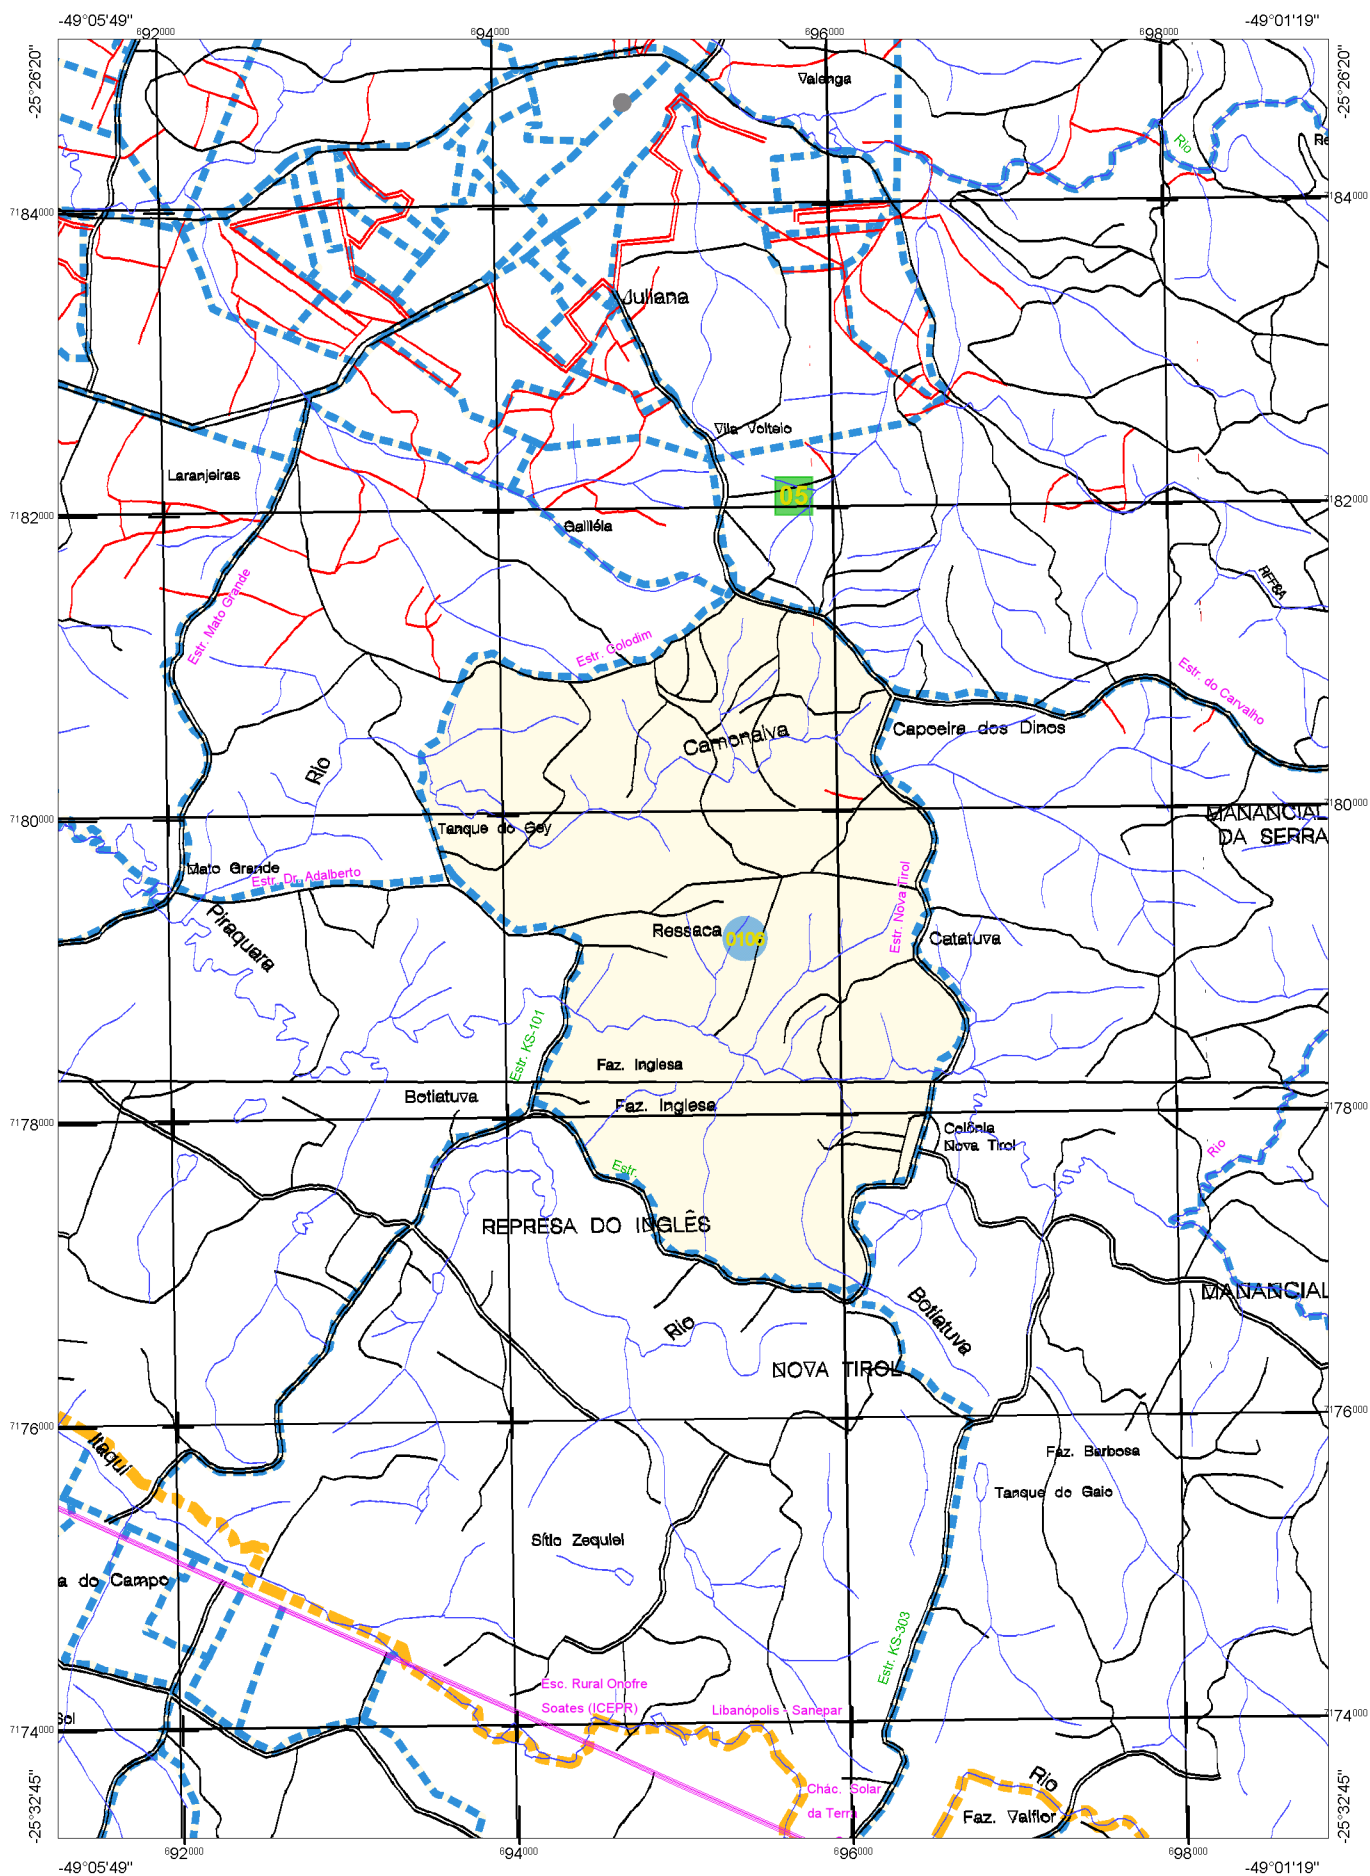 -49°05'49"
-49°01'19"
692000
694000
696000
698000
-25°26'20"
-25°26'20"
Valenga
Rio
Re
7184000
7184000
Juliana
Vila Volteio
Laranjeiras
05
7182000
7182000
Galiléia
RFFSA
Estr. Mato Grande
Estr. Colodim
Estr. do Carvalho
Capoeira dos Dinos
Camonaiva
Rio
7180000
7180000
MANANCIAL
DA SERRA
Tanque do Gey
Mato Grande
Estr. Dr. Adalberto
Estr. Nova Tirol
Piraquara
Ressaca
0106
Catatuva
Estr. KS-101
Faz. Inglesa
Botiatuva
Faz. Inglesa
7178000
7178000
Colônia
Nova Tirol
Rio
Estr.
REPRESA DO INGLÊS
MANANCIAL
Botiatuva
Rio
NOVA TIROL
7176000
7176000
Itaqui
Faz. Barbosa
Tanque do Gaio
Sítio Zequiel
a do Campo
Estr. KS-303
Esc. Rural Onofre
Soates (ICEPR)
Libanópolis - Sanepar
Sol
7174000
7174000
Rio
Chác. Solar
da Terra
Faz. Valflor
-25°32'45"
-25°32'45"
692000
694000
696000
698000
-49°05'49"
-49°01'19"